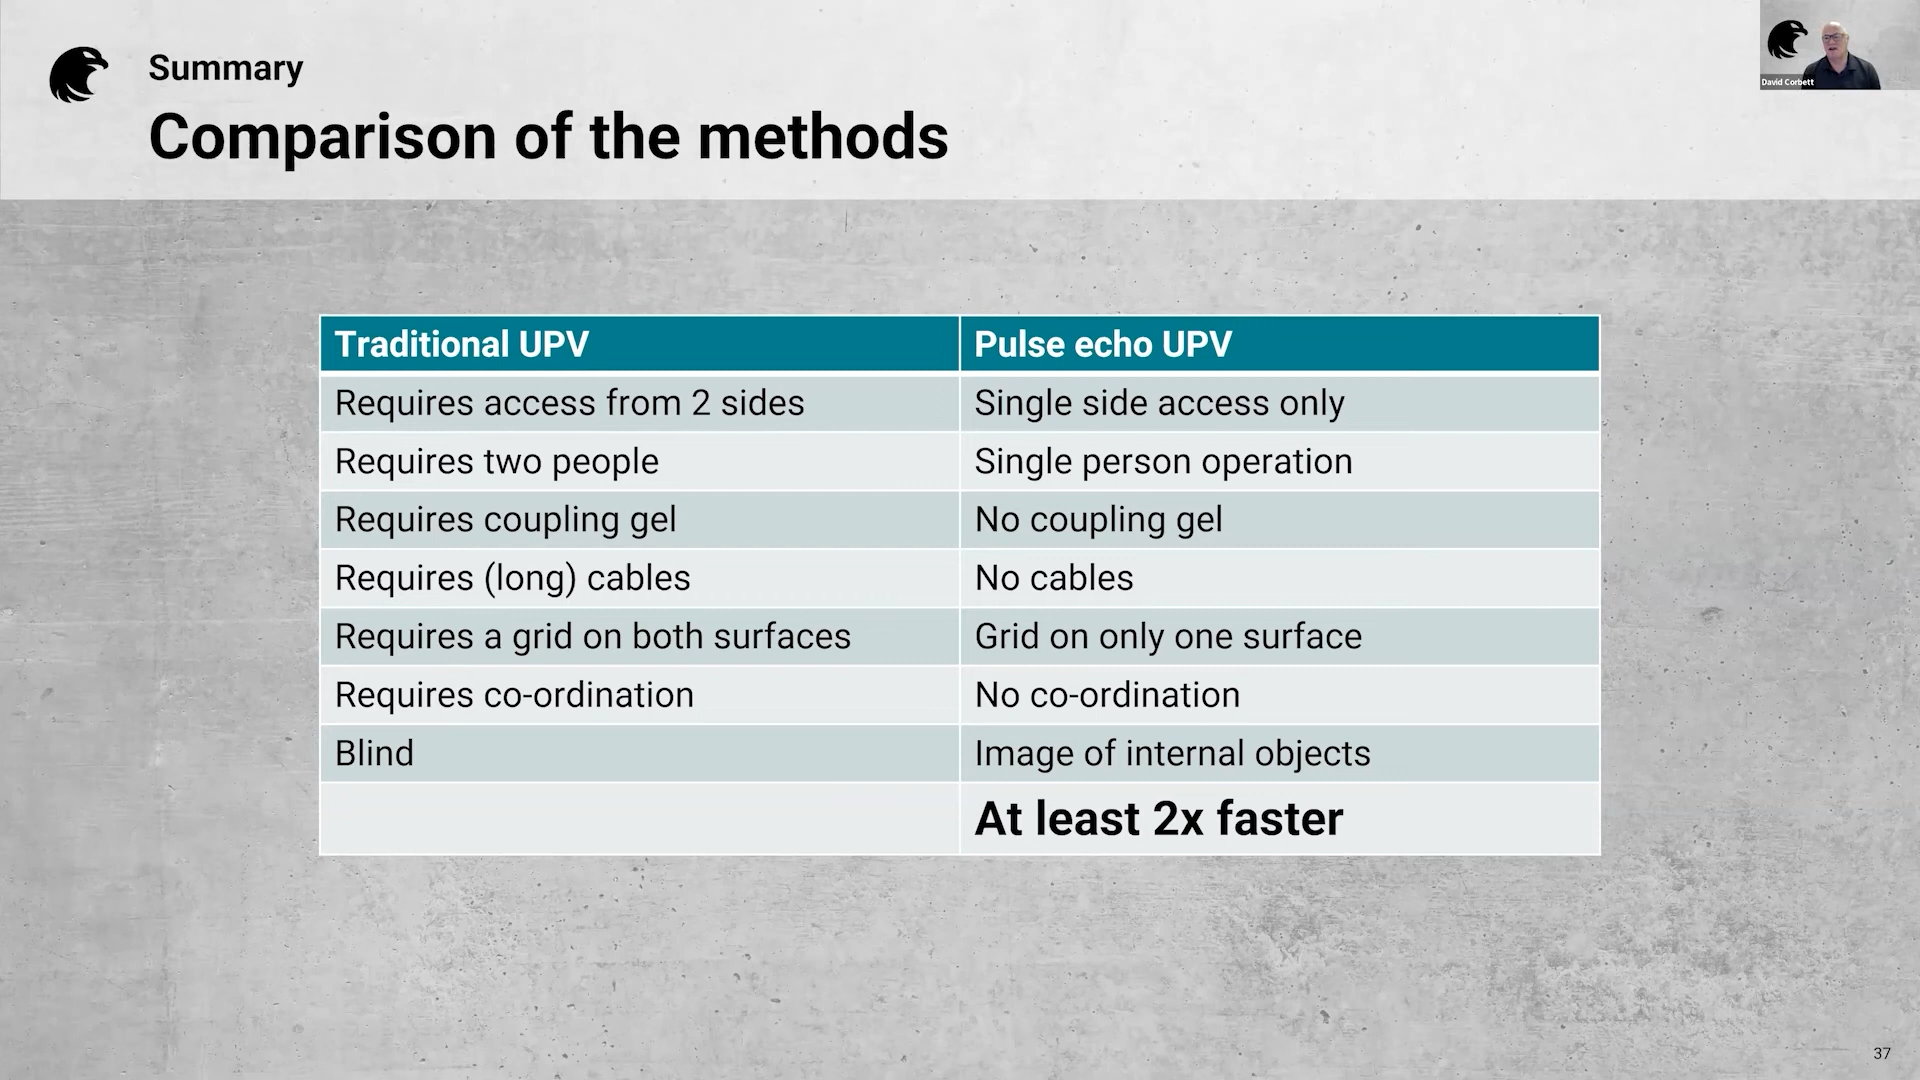 Summary
Comparison of the methods
David Corbett
Traditional UPV
Pulse echo UPV
Requires access from 2 sides
Single side access only
Requires two people
Single person operation
Requires coupling gel
No coupling gel
Requires (long) cables
No cables
Requires a grid on both surfaces
Grid on only one surface
Requires co-ordination
No co-ordination
Blind
Image of internal objects
At least 2x faster
37